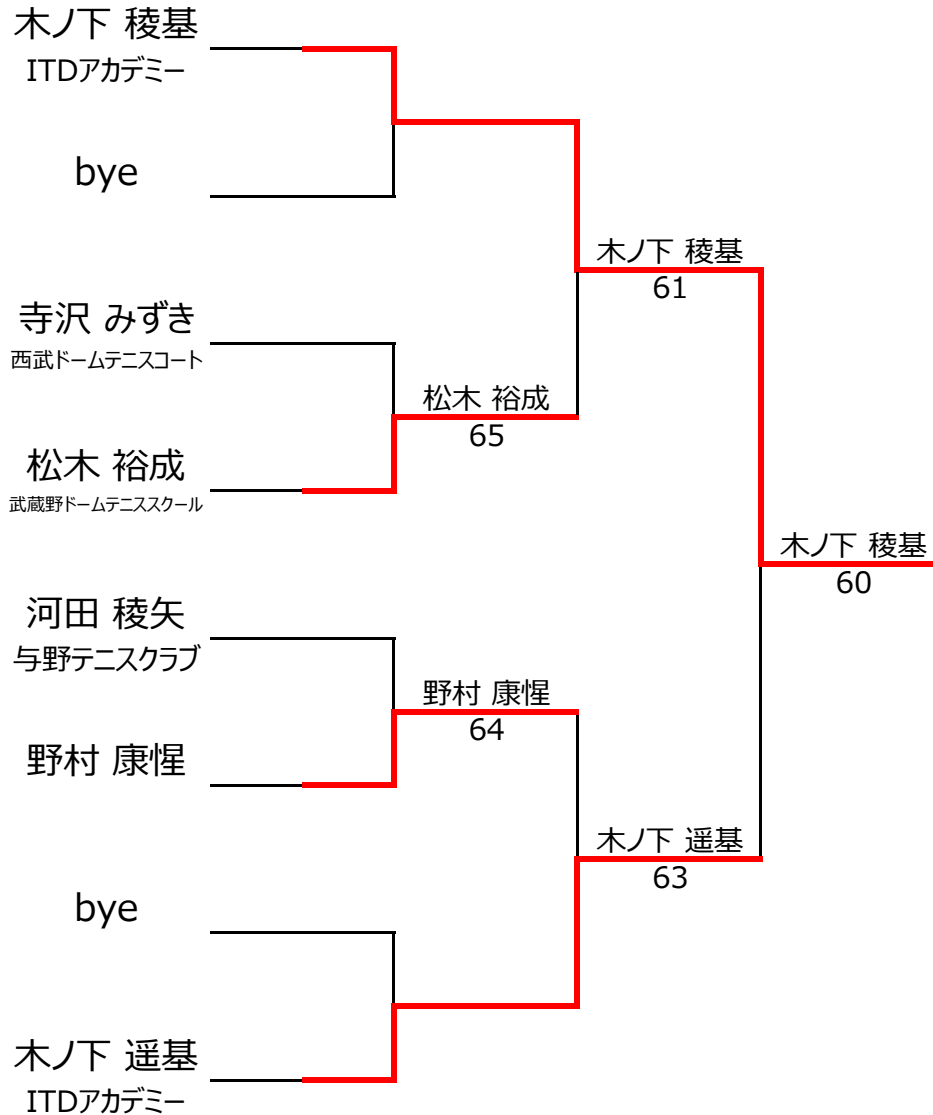 木ノ下 稜基
ITDアカデミー
bye
寺沢 みずき
西武ドームテニスコート
松木 裕成
武蔵野ドームテニススクール
河田 稜矢
与野テニスクラブ
野村 康惺
bye
木ノ下 遥基
ITDアカデミー
松木 裕成
65
野村 康惺
64
木ノ下 稜基
61
木ノ下 遥基
63
木ノ下 稜基
60